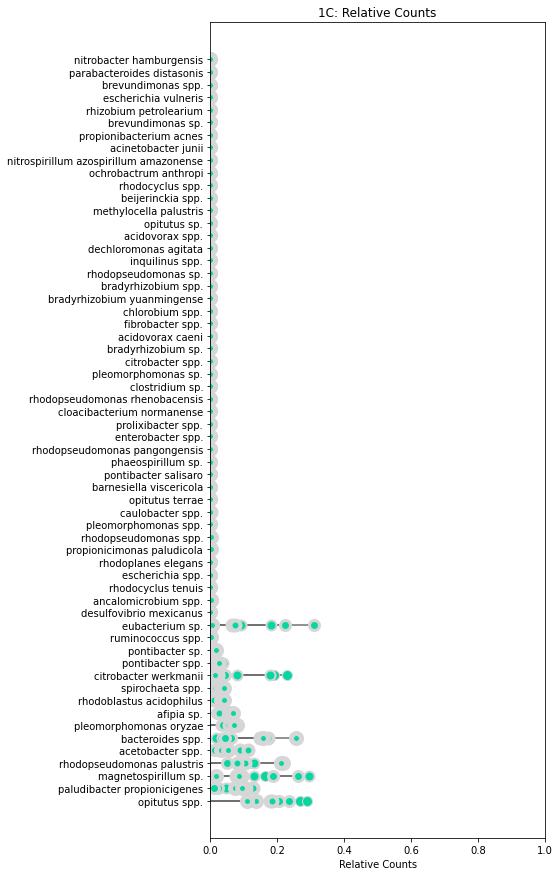 1C: Relative Counts
nitrobacter hamburgensis
parabacteroides distasonis
brevundimonas spp.
escherichia vulneris
rhizobium petrolearium
brevundimonas sp.
propionibacterium acnes
acinetobacter junii
nitrospirillum azospirillum amazonense
ochrobactrum anthropi
rhodocyclus spp.
beijerinckia spp.
methylocella palustris
opitutus sp.
acidovorax spp.
dechloromonas agitata
inquilinus spp.
rhodopseudomonas sp.
bradyrhizobium spp.
bradyrhizobium yuanmingense
chlorobium spp.
fibrobacter spp.
acidovorax caeni
bradyrhizobium sp.
citrobacter spp.
pleomorphomonas sp.
clostridium sp.
rhodopseudomonas rhenobacensis
cloacibacterium normanense
prolixibacter spp.
enterobacter spp.
rhodopseudomonas pangongensis
phaeospirillum sp.
pontibacter salisaro
barnesiella viscericola
opitutus terrae
caulobacter spp.
pleomorphomonas spp.
rhodopseudomonas spp.
propionicimonas paludicola
rhodoplanes elegans
escherichia spp.
rhodocyclus tenuis
ancalomicrobium spp.
desulfovibrio mexicanus
eubacterium sp.
ruminococcus spp.
pontibacter sp.
pontibacter spp.
citrobacter werkmanii
spirochaeta spp.
rhodoblastus acidophilus
afipia sp.
pleomorphomonas oryzae
bacteroides spp.
acetobacter spp.
rhodopseudomonas palustris
magnetospirillum sp.
paludibacter propionicigenes
opitutus spp.
0.0 0.2 0.4 0.6 0.8 1.0
Relative Counts